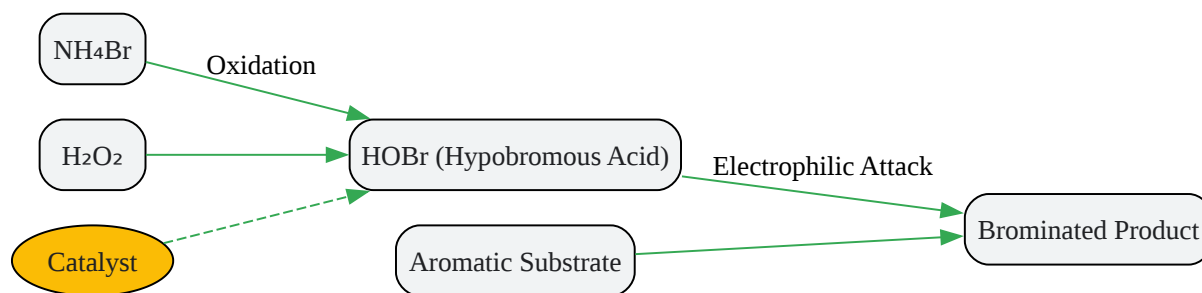 NH₄Br
Oxidation
H₂O₂
HOBr (Hypobromous Acid)
Electrophilic Attack
Catalyst
Aromatic Substrate
Brominated Product